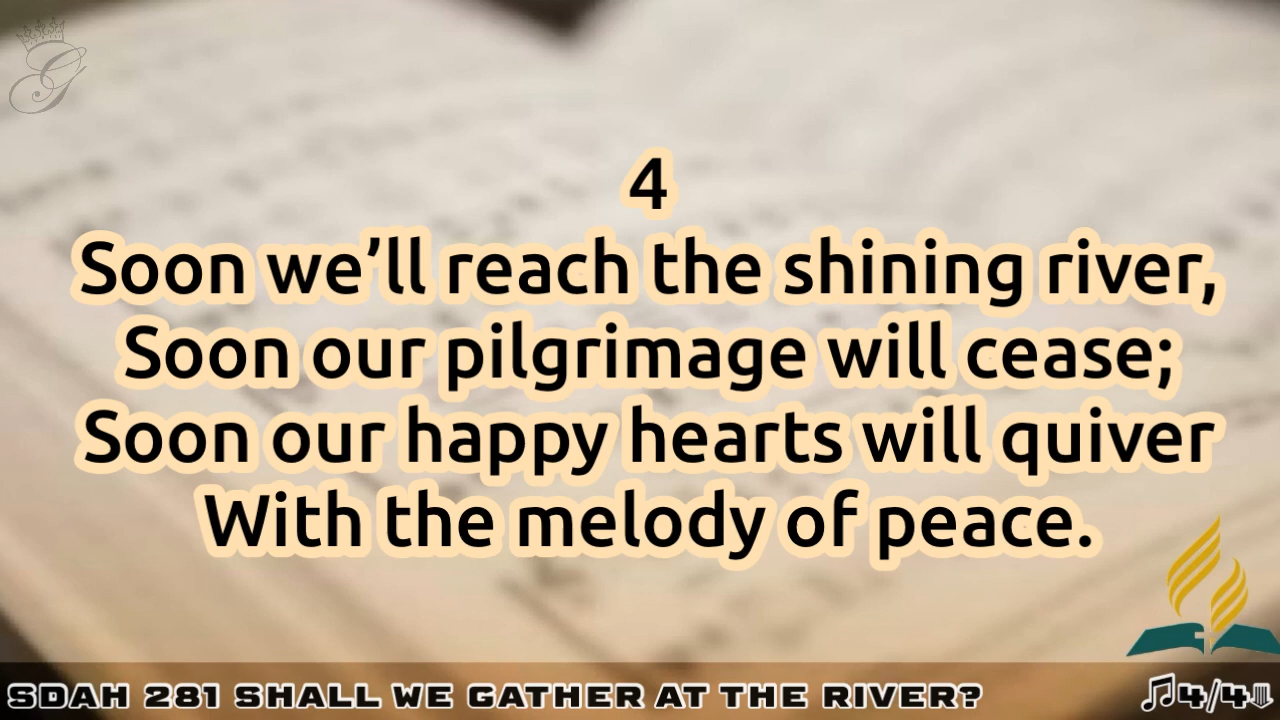 4
Soon we’ll reach the shining river,
Soon our pilgrimage will cease;
Soon our happy hearts will quiver
With the melody of peace.
SDAH 281 SHALL WE GATHER AT THE RIVER?
4/4